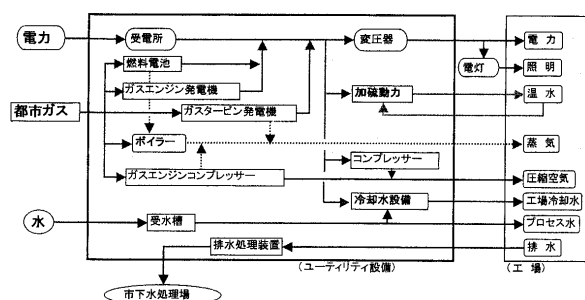 電力
受電所
変圧器
電 力
燃料電池
電灯
照 明
ガスエンジン発電機
加硫動力
温 水
都市ガス
ガスタービン発電機
ボイラー
蒸 気
コンプレッサー
ガスエンジンコンプレッサー
圧縮空気
冷却水設備
工場冷却水
水
受水槽
プロセス水
排水処理装置
排 水
(ユーティリティ設備)
(工 場)
市下水処理場